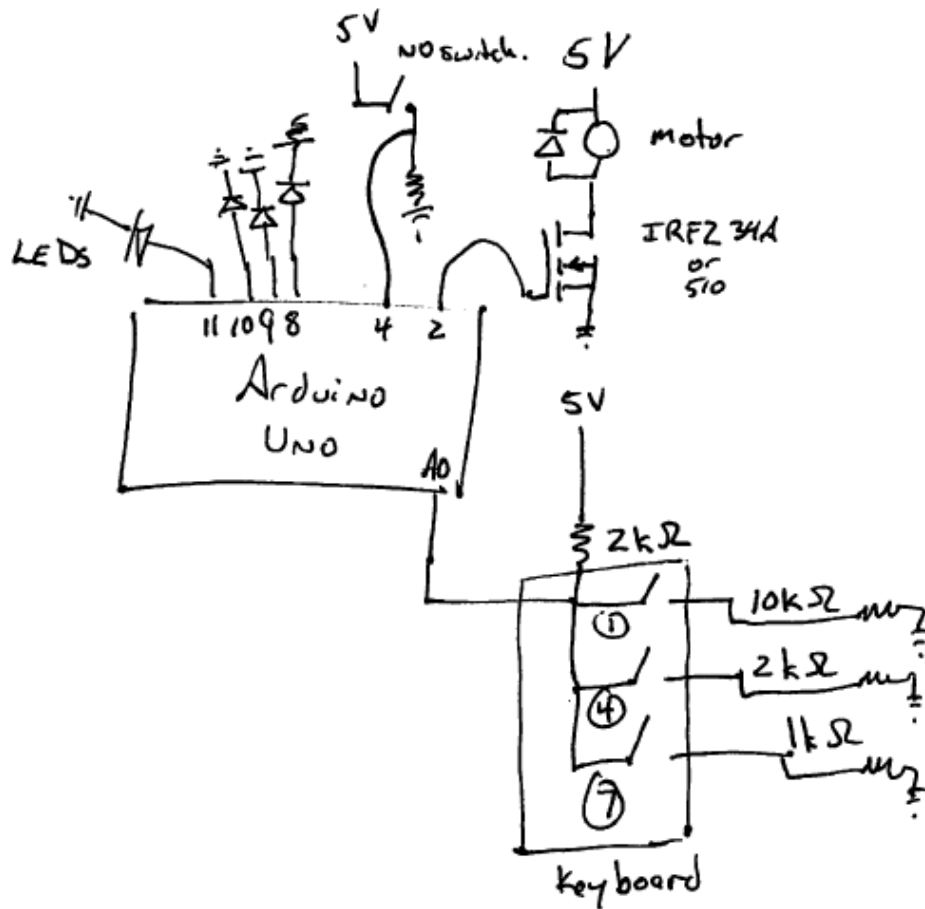 5V
NO switch.
5V
motor
IRFZ 34A
or
510
LEDs
11 10 9 8
4
2
Arduino
UNO
A0
5V
2kΩ
1
10kΩ
4
2kΩ
7
1kΩ
Keyboard